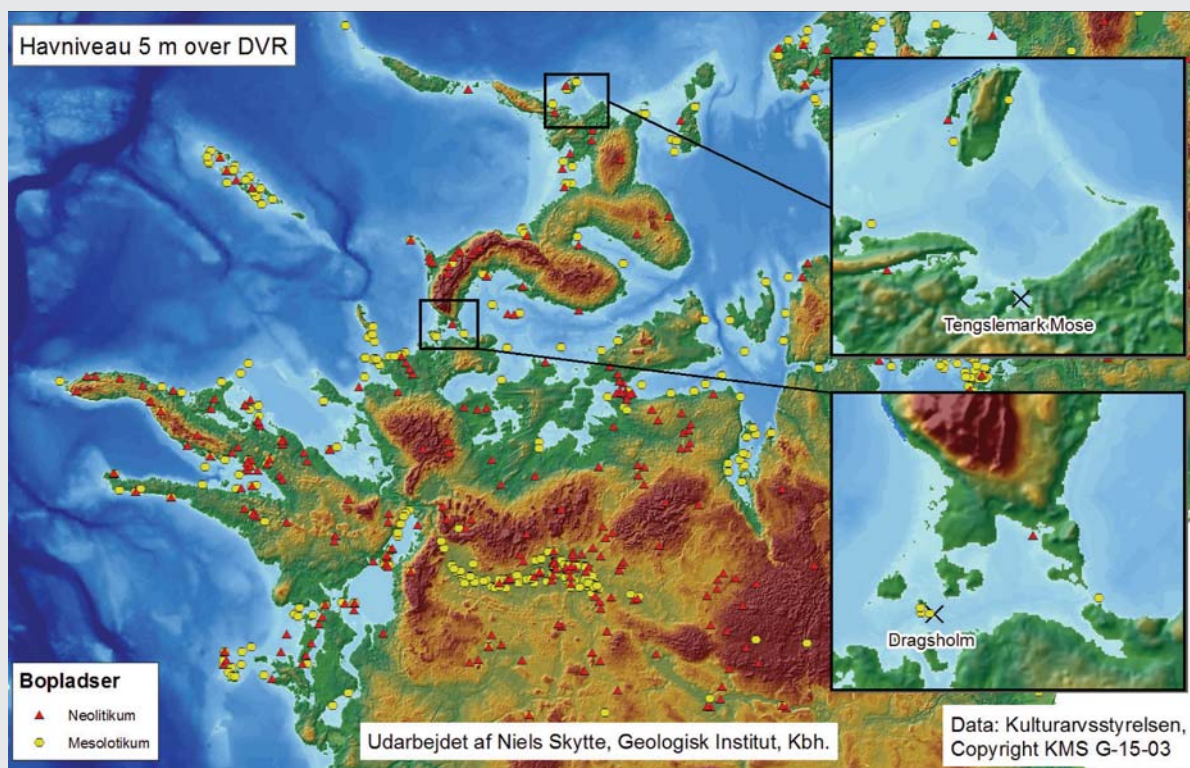 Havniveau 5 m over DVR
Tengslemark Mose
Dragsholm
Bopladser
Neolitikum
Mesolotikum
Udarbejdet af Niels Skytte, Geologisk Institut, Kbh.
Data: Kulturarvsstyrelsen,
Copyright KMS G-15-03